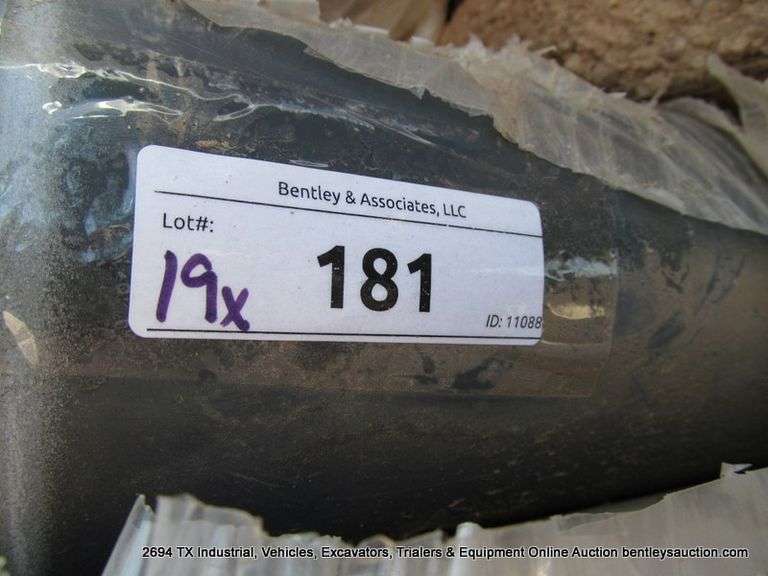 Bentley & Associates, LLC
Lot#:
19x
181
ID: 11088
2694 TX Industrial, Vehicles, Excavators, Trialers & Equipment Online Auction bentleysauction.com